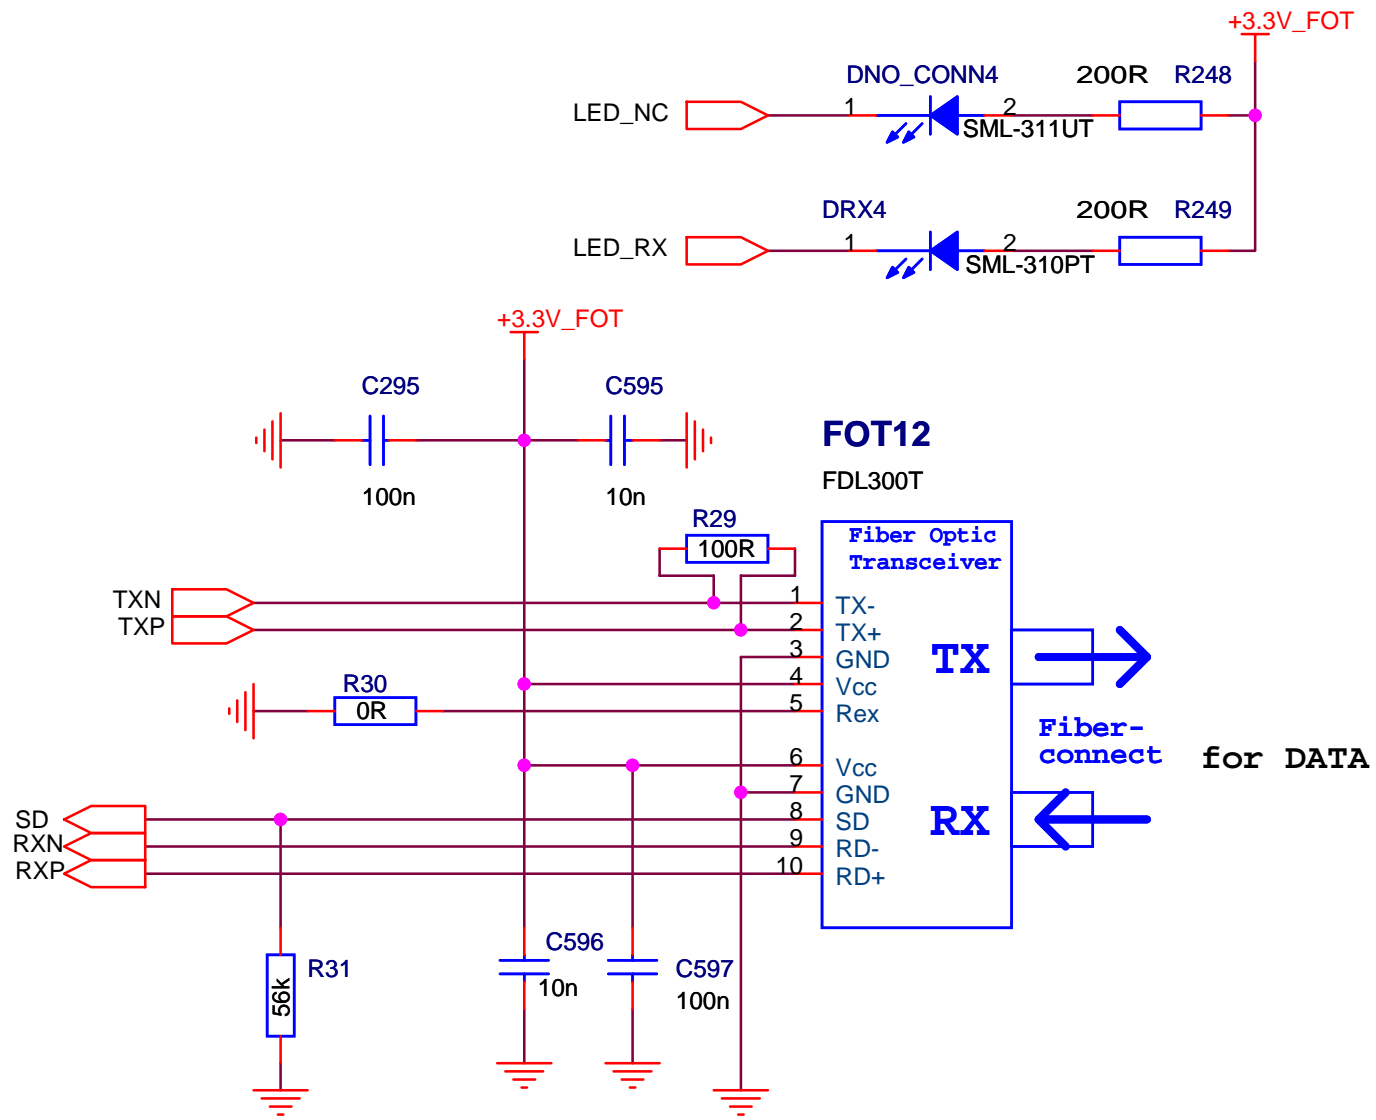 +3.3V_FOT
DNO_CONN4
200R R248
LED_NC
1
2
SML-311UT
DRX4
200R R249
LED_RX
1
2
SML-310PT
+3.3V_FOT
C295
C595
100n
10n
FOT12
FDL300T
R29
100R
Fiber Optic
Transceiver
TXN
1
TX-
TXP
2
TX+
3
GND
TX
R30
0R
4
Vcc
5
Rex
Fiber-
connect
for DATA
6
Vcc
7
GND
SD
8
SD
RX
RXN
9
RD-
RXP
10
RD+
C596
10n
R31
56k
C597
100n